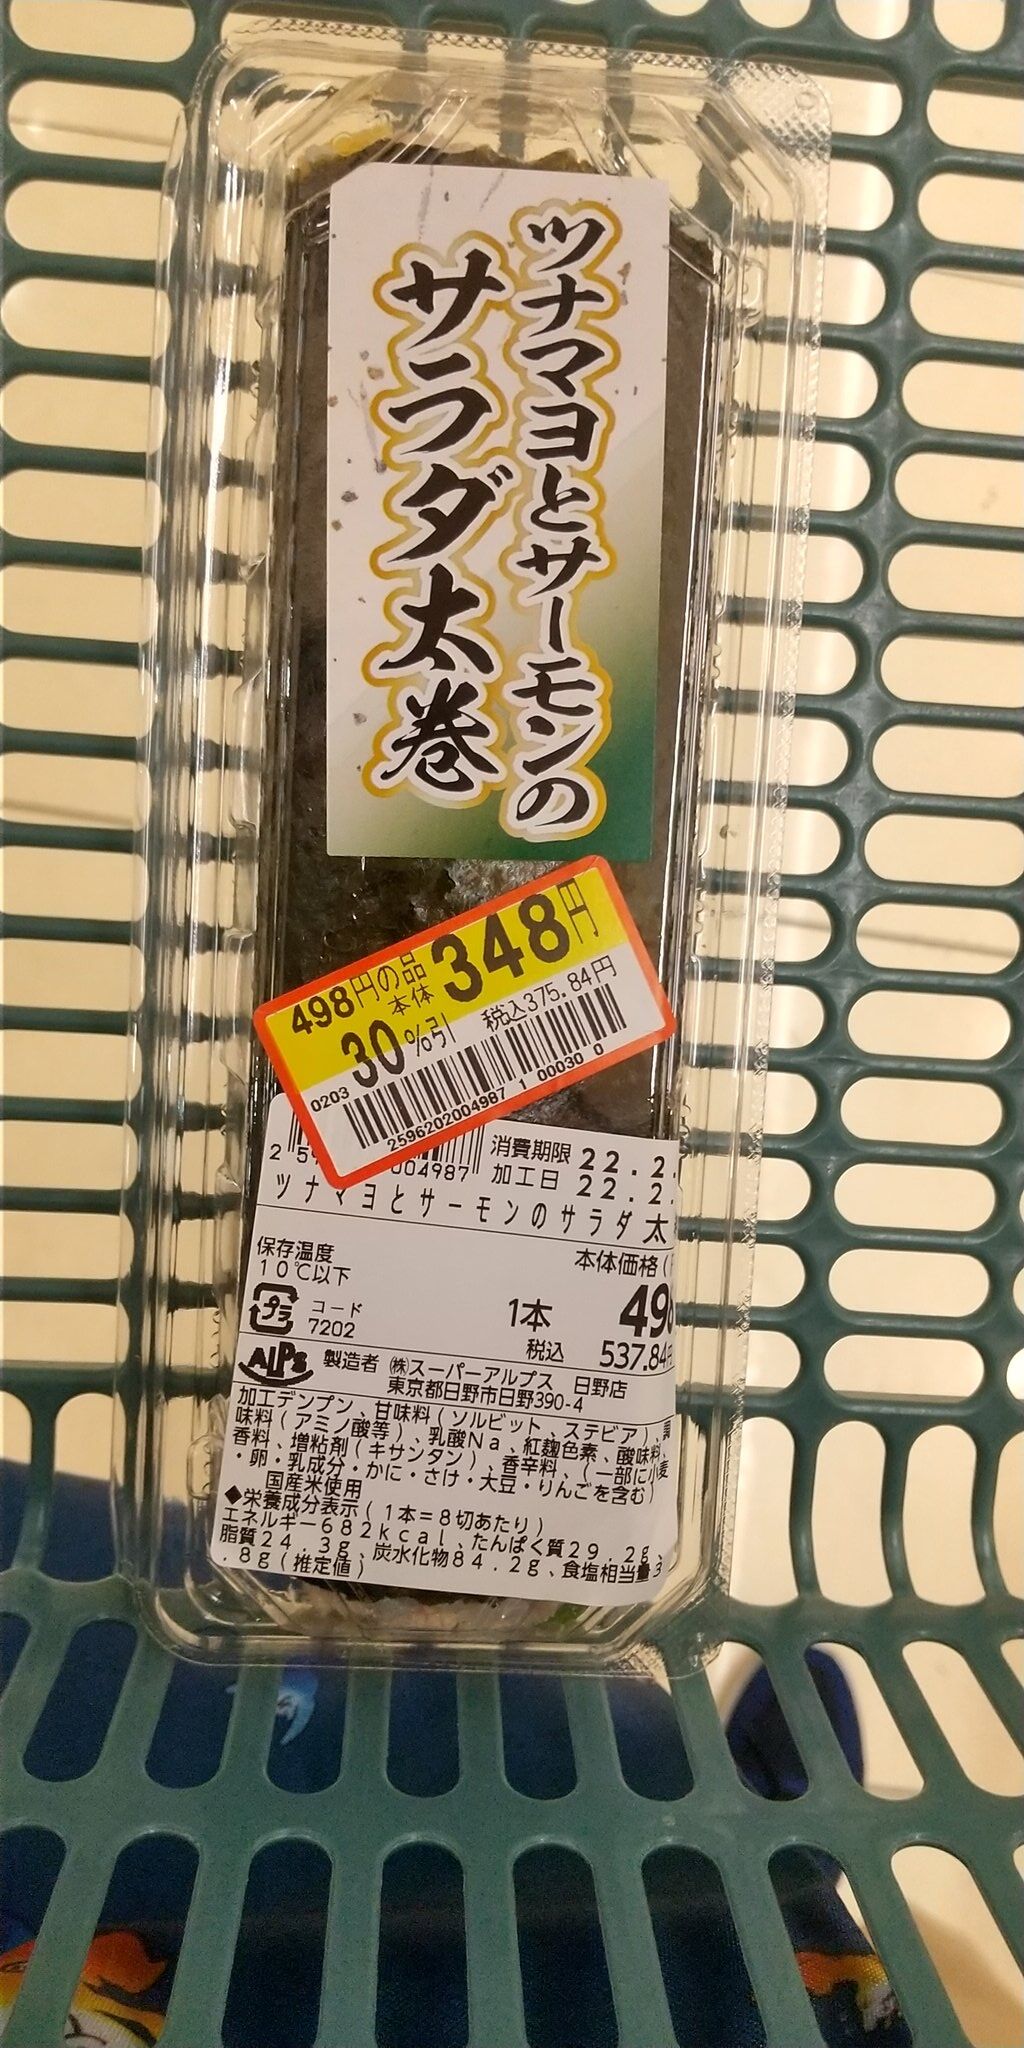 ツナマヨとサーモンの
サラダ太巻
498円の品
本体
348円
30%引
税込375.84円
0203
2596202004987 1 00030 0
2 59
004987
消費期限 22.2.
加工日 22.2.
ツナマヨとサーモンのサラダ太
保存温度
10℃以下
本体価格(
プラ
コード
7202
1本
49
税込
537.84
ALPS
製造者
㈱スーパーアルプス 日野店
東京都日野市日野390-4
加工デンプン、甘味料(ソルビット、ステビア)、
味料(アミノ酸等)、乳酸Na、紅麹色素、酸味料、
香料、増粘剤(キサンタン)、香辛料、(一部に小麦
・卵・乳成分・かに・さけ・大豆・りんごを含む)
国産米使用
◆栄養成分表示(1本=8切あたり)
エネルギー682kcal、たんぱく質29.2g、
脂質24.3g、炭水化物84.2g、食塩相当量3
.8g(推定値)